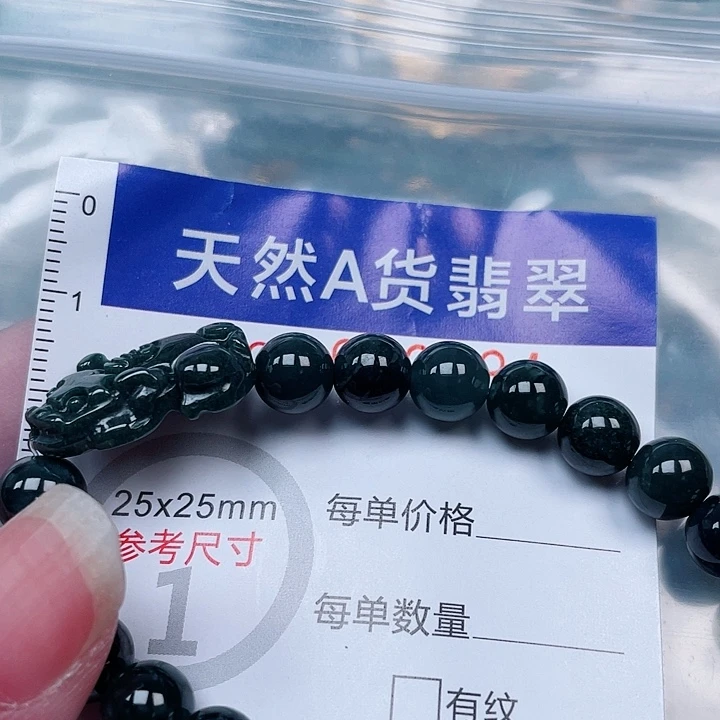 0
1
天然A货翡翠
25x25mm
参考尺寸
1
每单价格
每单数量
有纹